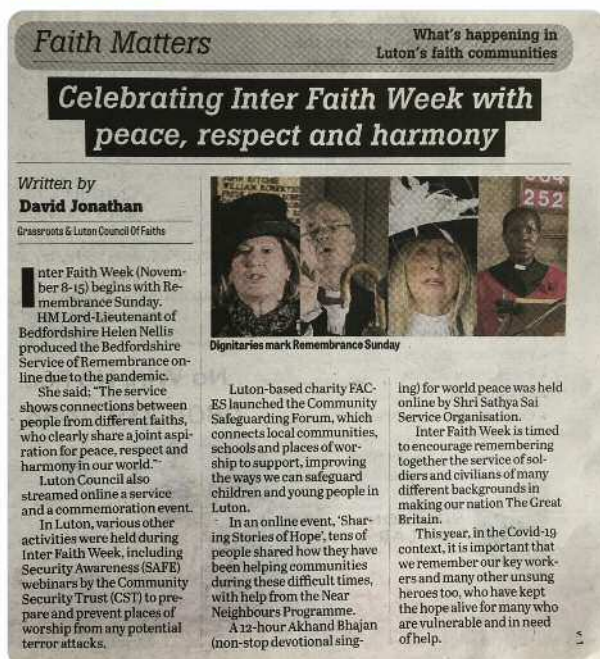 Faith Matters
What's happening in
Luton's faith communities
Celebrating Inter Faith Week with
peace, respect and harmony
Written by
David Jonathan
Grassroots & Luton Council Of Faiths
Inter Faith Week (Novem-
ber 8-15) begins with Re-
membrance Sunday.
HM Lord-Lieutenant of
Bedfordshire Helen Nellis
produced the Bedfordshire
Service of Remembrance on-
line due to the pandemic.
She said: "The service
shows connections between
people from different faiths,
who clearly share a joint aspi-
ration for peace, respect and
harmony in our world."
Luton Council also
streamed online a service
and a commemoration event.
In Luton, various other
activities were held during
Inter Faith Week, including
Security Awareness (SAFE)
webinars by the Community
Security Trust (CST) to pre-
pare and prevent places of
worship from any potential
terror attacks.
252
Dignitaries mark Remembrance Sunday
Luton-based charity FAC-
ES launched the Community
Safeguarding Forum, which
connects local communities,
schools and places of wor-
ship to support, improving
the ways we can safeguard
children and young people in
Luton.
In an online event, 'Shar-
ing Stories of Hope', tens of
people shared how they have
been helping communities
during these difficult times,
with help from the Near
Neighbours Programme.
A 12-hour Akhand Bhajan
(non-stop devotional sing-
ing) for world peace was held
online by Shri Sathya Sai
Service Organisation.
Inter Faith Week is timed
to encourage remembering
together the service of sol-
diers and civilians of many
different backgrounds in
making our nation The Great
Britain.
This year, in the Covid-19
context, it is important that
we remember our key work-
ers and many other unsung
heroes too, who have kept
the hope alive for many who
are vulnerable and in need
of help.